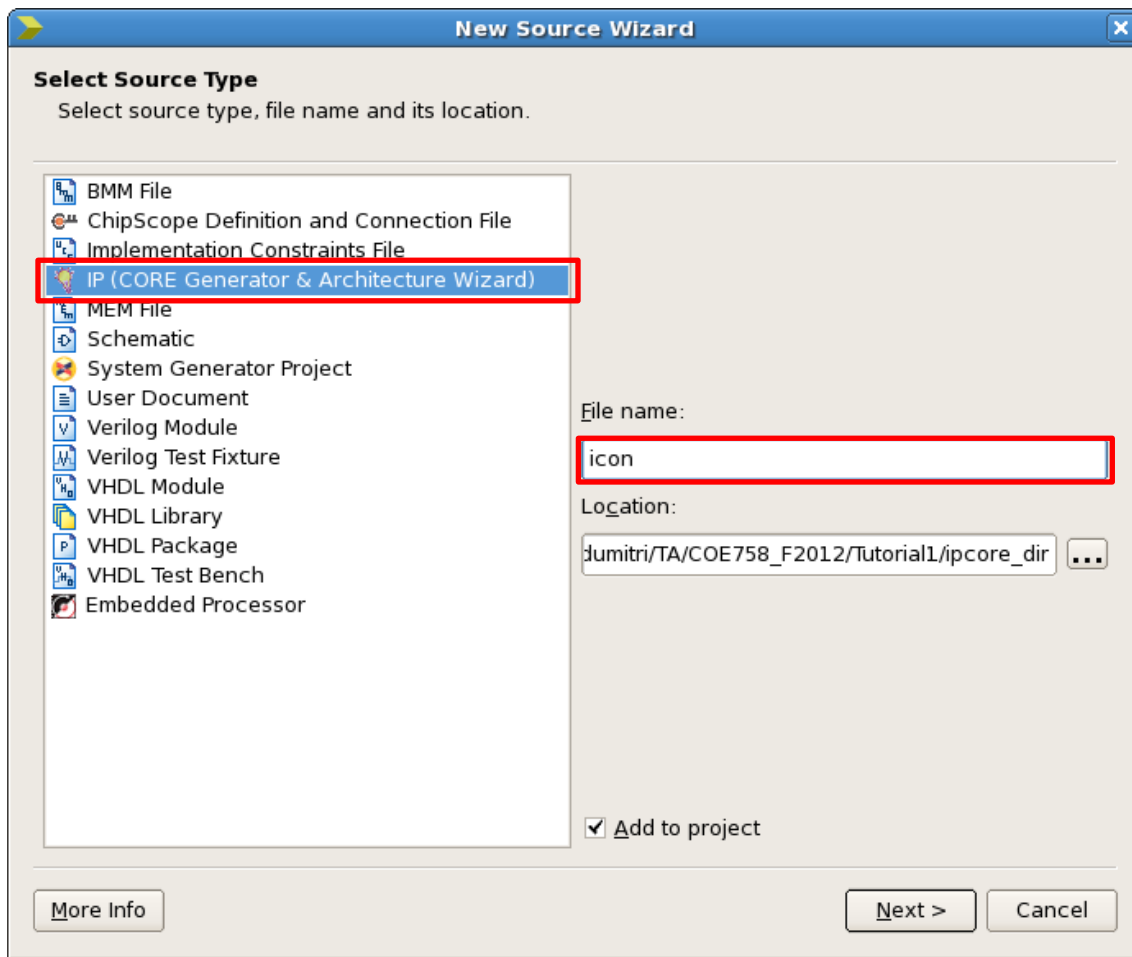 New Source Wizard
Select Source Type
Select source type, file name and its location.
BMM File
ChipScope Definition and Connection File
Implementation Constraints File
IP (CORE Generator & Architecture Wizard)
MEM File
Schematic
System Generator Project
User Document
Verilog Module
Verilog Test Fixture
VHDL Module
VHDL Library
VHDL Package
VHDL Test Bench
Embedded Processor
File name:
icon
Location:
dumitri/TA/COE758_F2012/Tutorial1/ipcore_dir
...
Add to project
More Info
Next >
Cancel